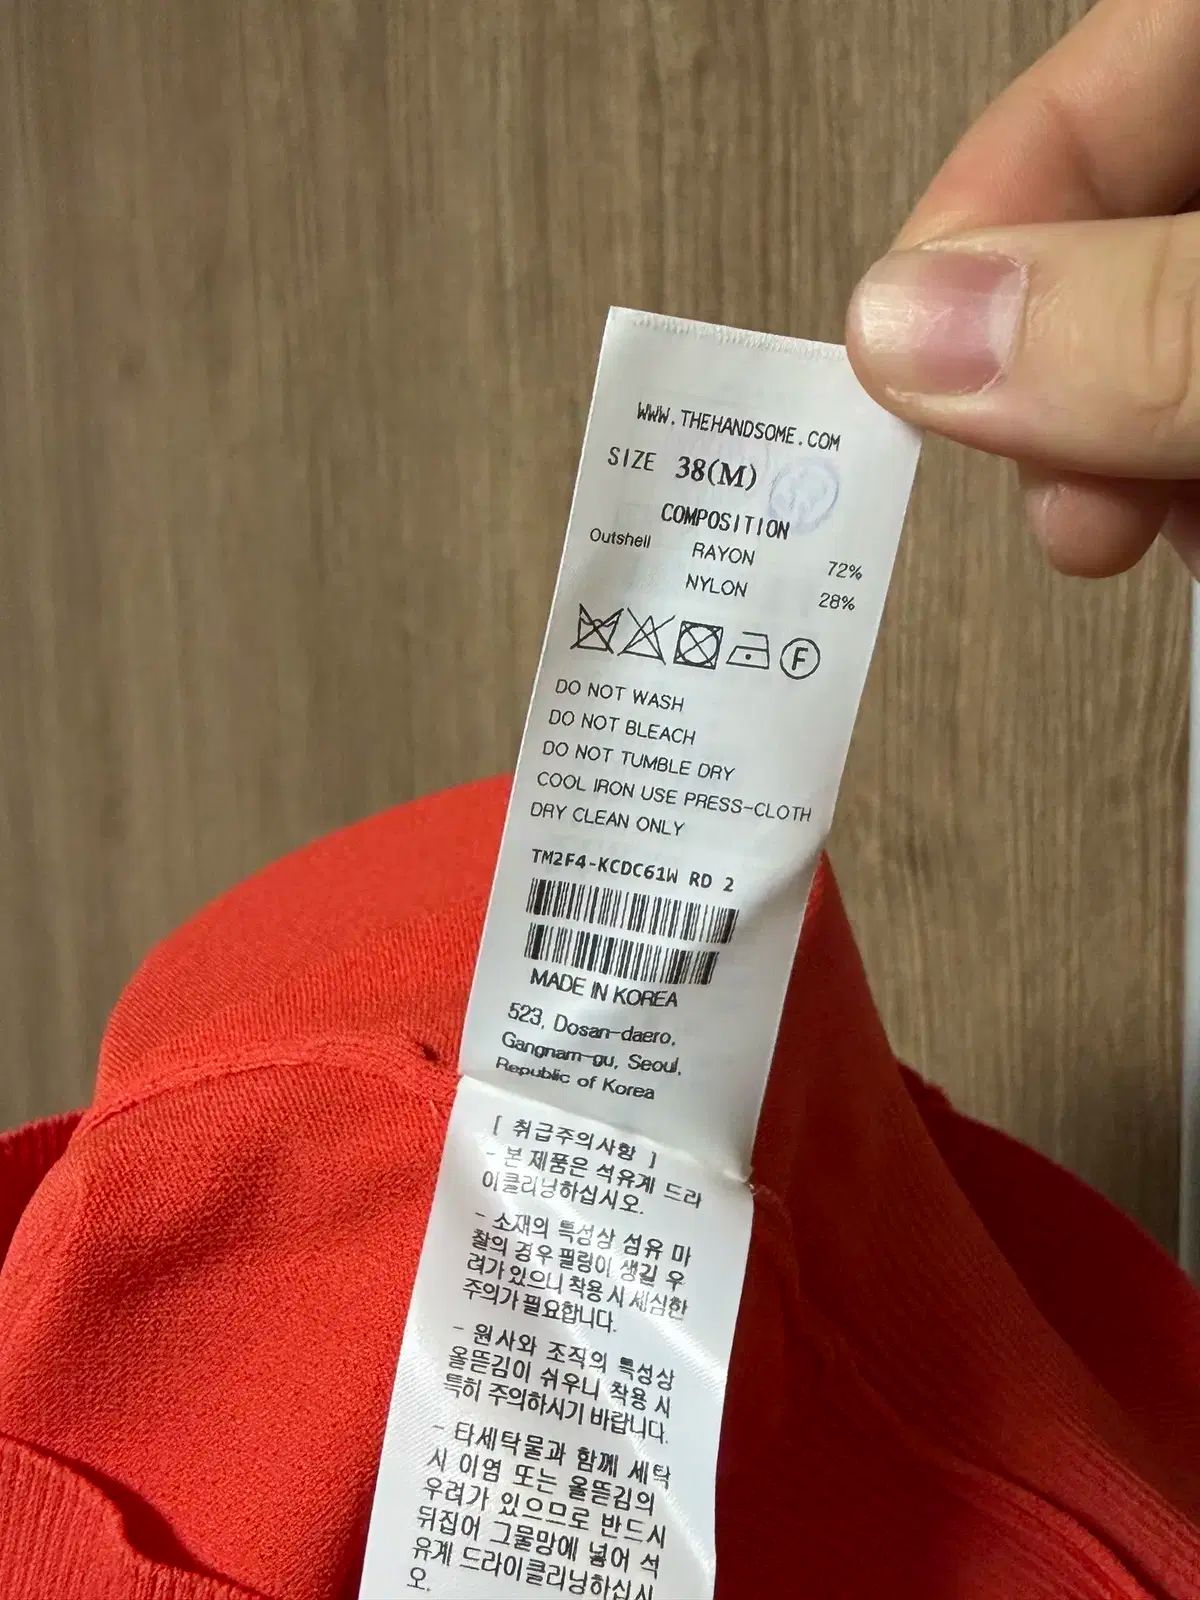 WWW.THEHANDSOME.COM
SIZE 38(M)
COMPOSITION
Outshell RAYON 72%
NYLON 28%
F
DO NOT WASH
DO NOT BLEACH
DO NOT TUMBLE DRY
COOL IRON USE PRESS-CLOTH
DRY CLEAN ONLY
TM2F4-KCDC61W RD 2
MADE IN KOREA
523, Dosan-daero,
Gangnam-gu, Seoul,
Republic of Korea
[ 취급주의사항 ]
- 본 제품은 석유계 드라
이클리닝하십시오.
- 소재의 특성상 섬유 마
찰의 경우 필링이 생길 우
려가 있으니 착용 시 세심한
주의가 필요합니다.
- 원사와 조직의 특성상
올뜯김이 쉬우니 착용 시
특히 주의하시기 바랍니다.
- 타세탁물과 함께 세탁
시 이염 또는 올뜯김의
우려가 있으므로 반드시
뒤집어 그물망에 넣어 석
유계 드라이클리닝하십시
오.